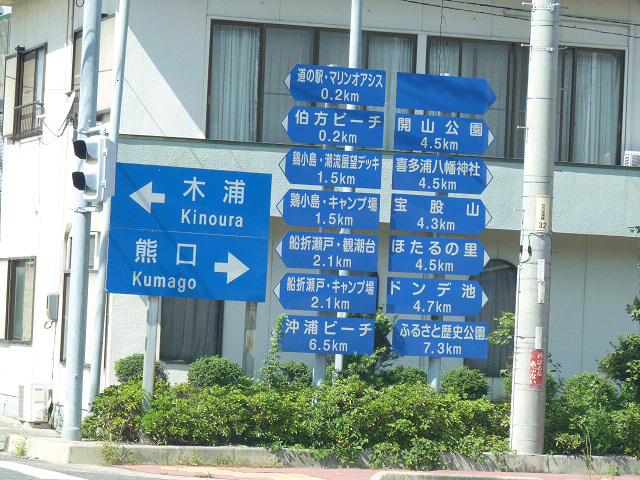 木浦
Kinoura
熊口
Kumago
道の駅・マリンオアシス
0.2km
伯方ビーチ
0.2km
鶏小島・潮流展望デッキ
1.5km
鶏小島・キャンプ場
1.5km
船折瀬戸・観潮台
2.1km
船折瀬戸・キャンプ場
2.1km
沖浦ビーチ
6.5km
開山公園
4.5km
喜多浦八幡神社
4.5km
宝股山
4.3km
ほたるの里
4.5km
ドンデ池
4.7km
ふるさと歴史公園
7.3km
32